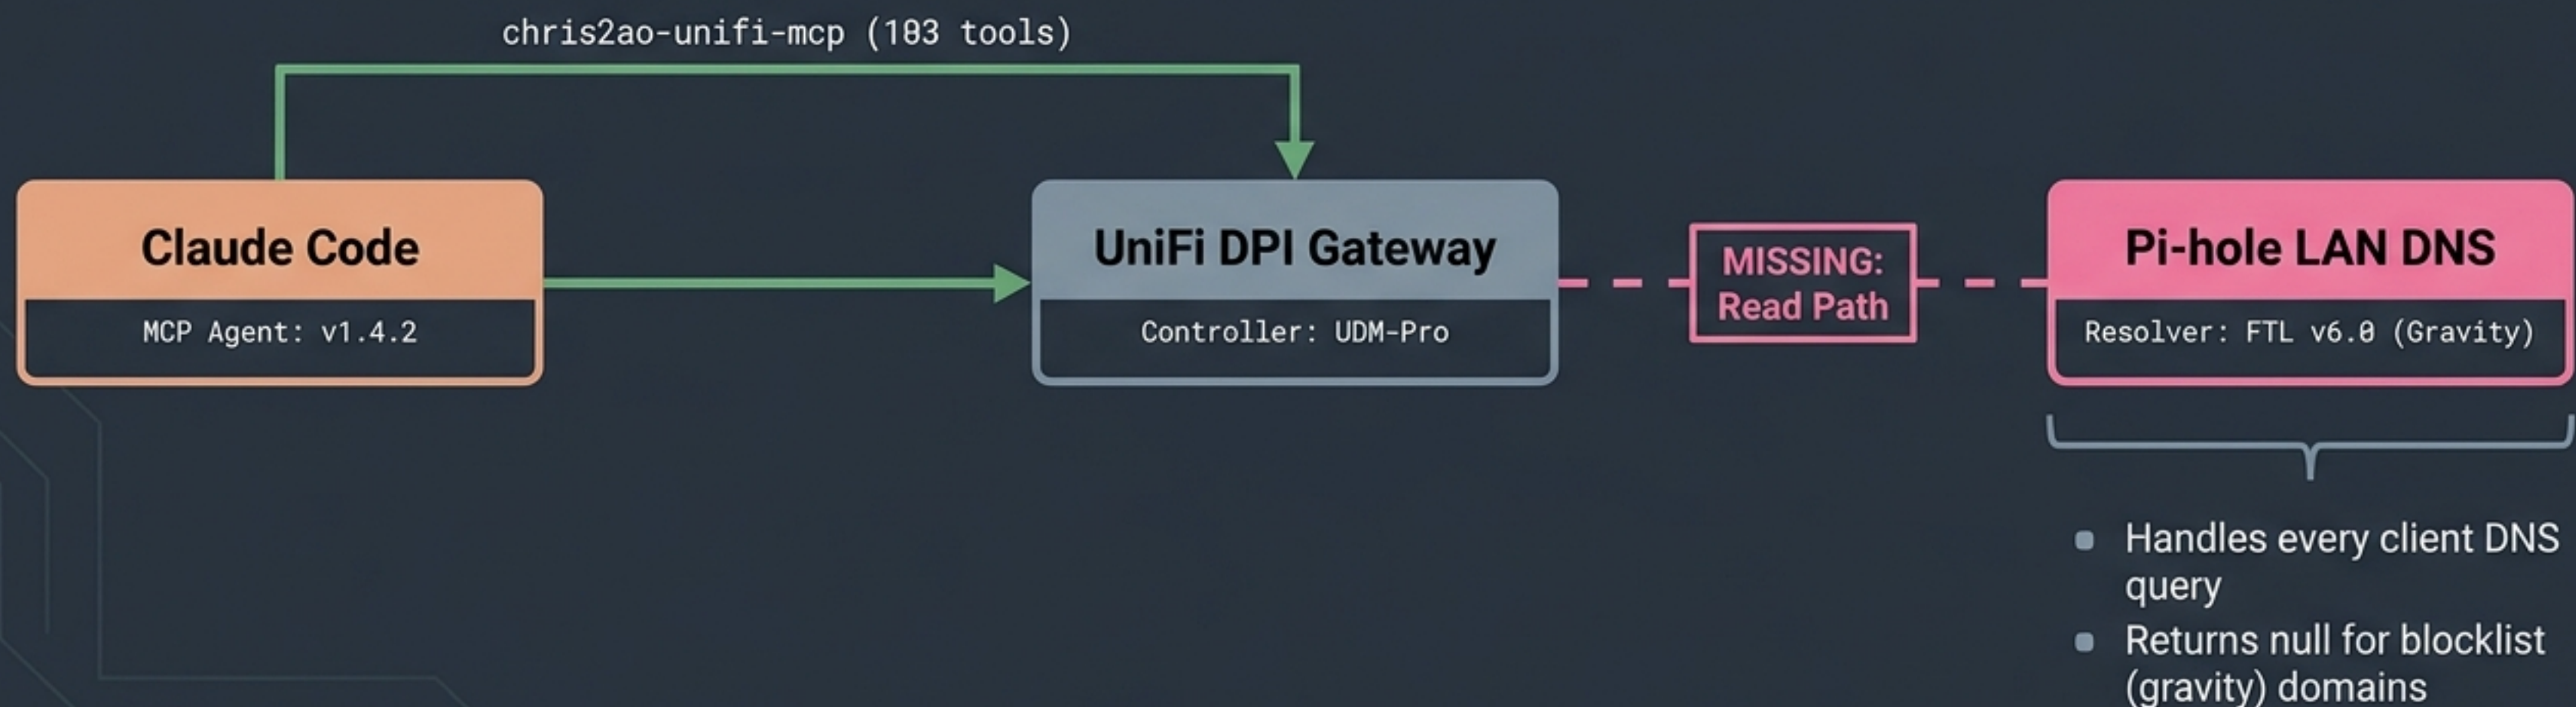 chris2ao-unifi-mcp (103 tools)
Claude Code
MCP Agent: v1.4.2
UniFi DPI Gateway
Controller: UDM-Pro
MISSING:
Read Path
Pi-hole LAN DNS
Resolver: FTL v6.0 (Gravity)
Handles every client DNS
query
Returns null for blocklist
(gravity) domains